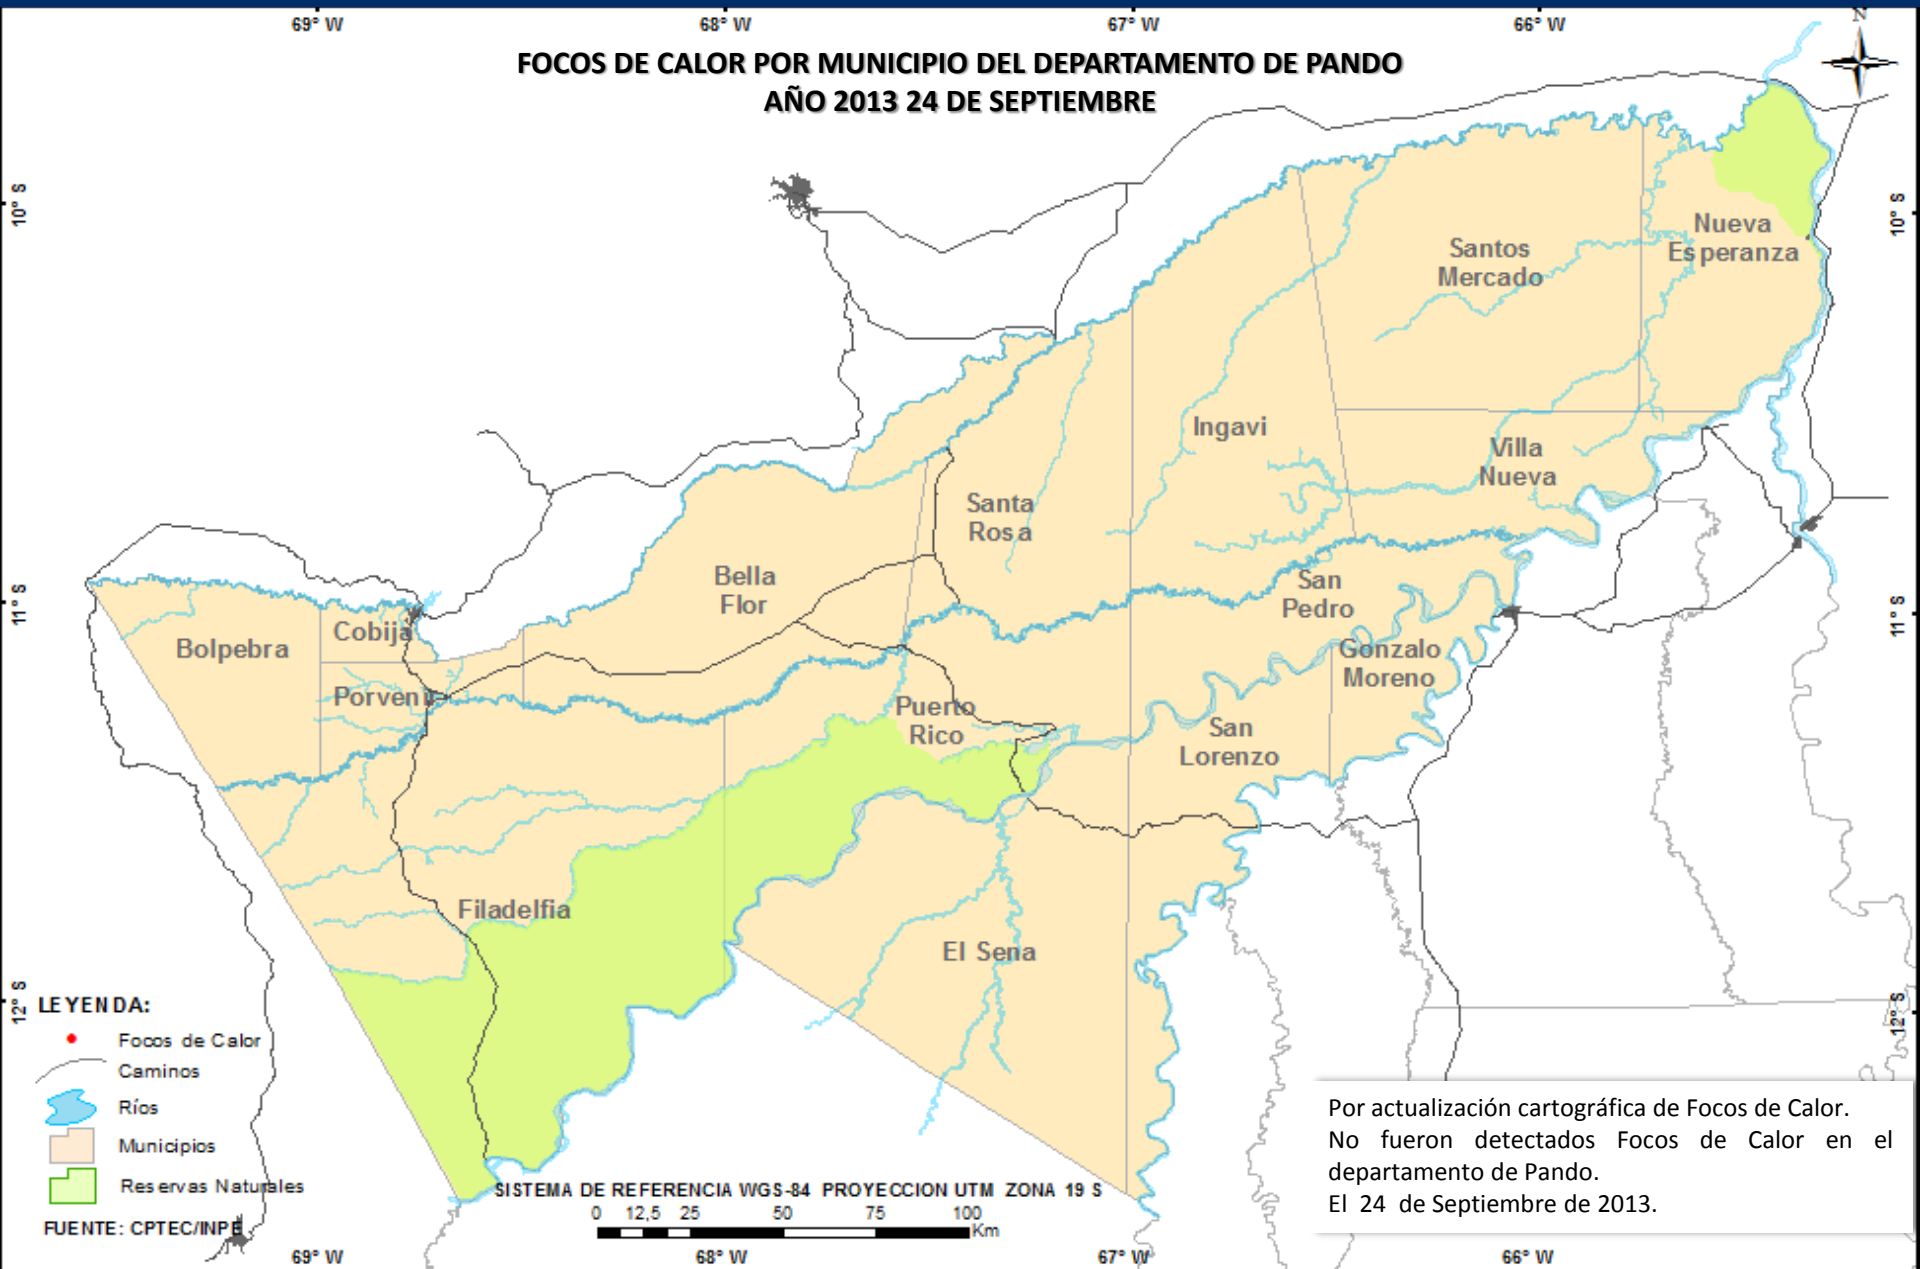 69° W 68° W 67° W 66° W
N
FOCOS DE CALOR POR MUNICIPIO DEL DEPARTAMENTO DE PANDO
AÑO 2013 24 DE SEPTIEMBRE
10° S
10° S
Nueva
Esperanza
Santos
Mercado
Ingavi
Villa
Nueva
Santa
Rosa
Bella
Flor
San
Pedro
11° S
11° S
Cobija
Bolpebra
Gonzalo
Moreno
Porvenir
Puerto
Rico
San
Lorenzo
Filadelfia
El Sena
12° S
12° S
LEYENDA:
Focos de Calor
Caminos
Ríos
Municipios
Reservas Naturales
FUENTE: CPTEC/INPE
SISTEMA DE REFERENCIA WGS-84 PROYECCION UTM ZONA 19 S
0 12,5 25 50 75 100
Km
Por actualización cartográfica de Focos de Calor.
No fueron detectados Focos de Calor en el
departamento de Pando.
El 24 de Septiembre de 2013.
69° W 68° W 67° W 66° W